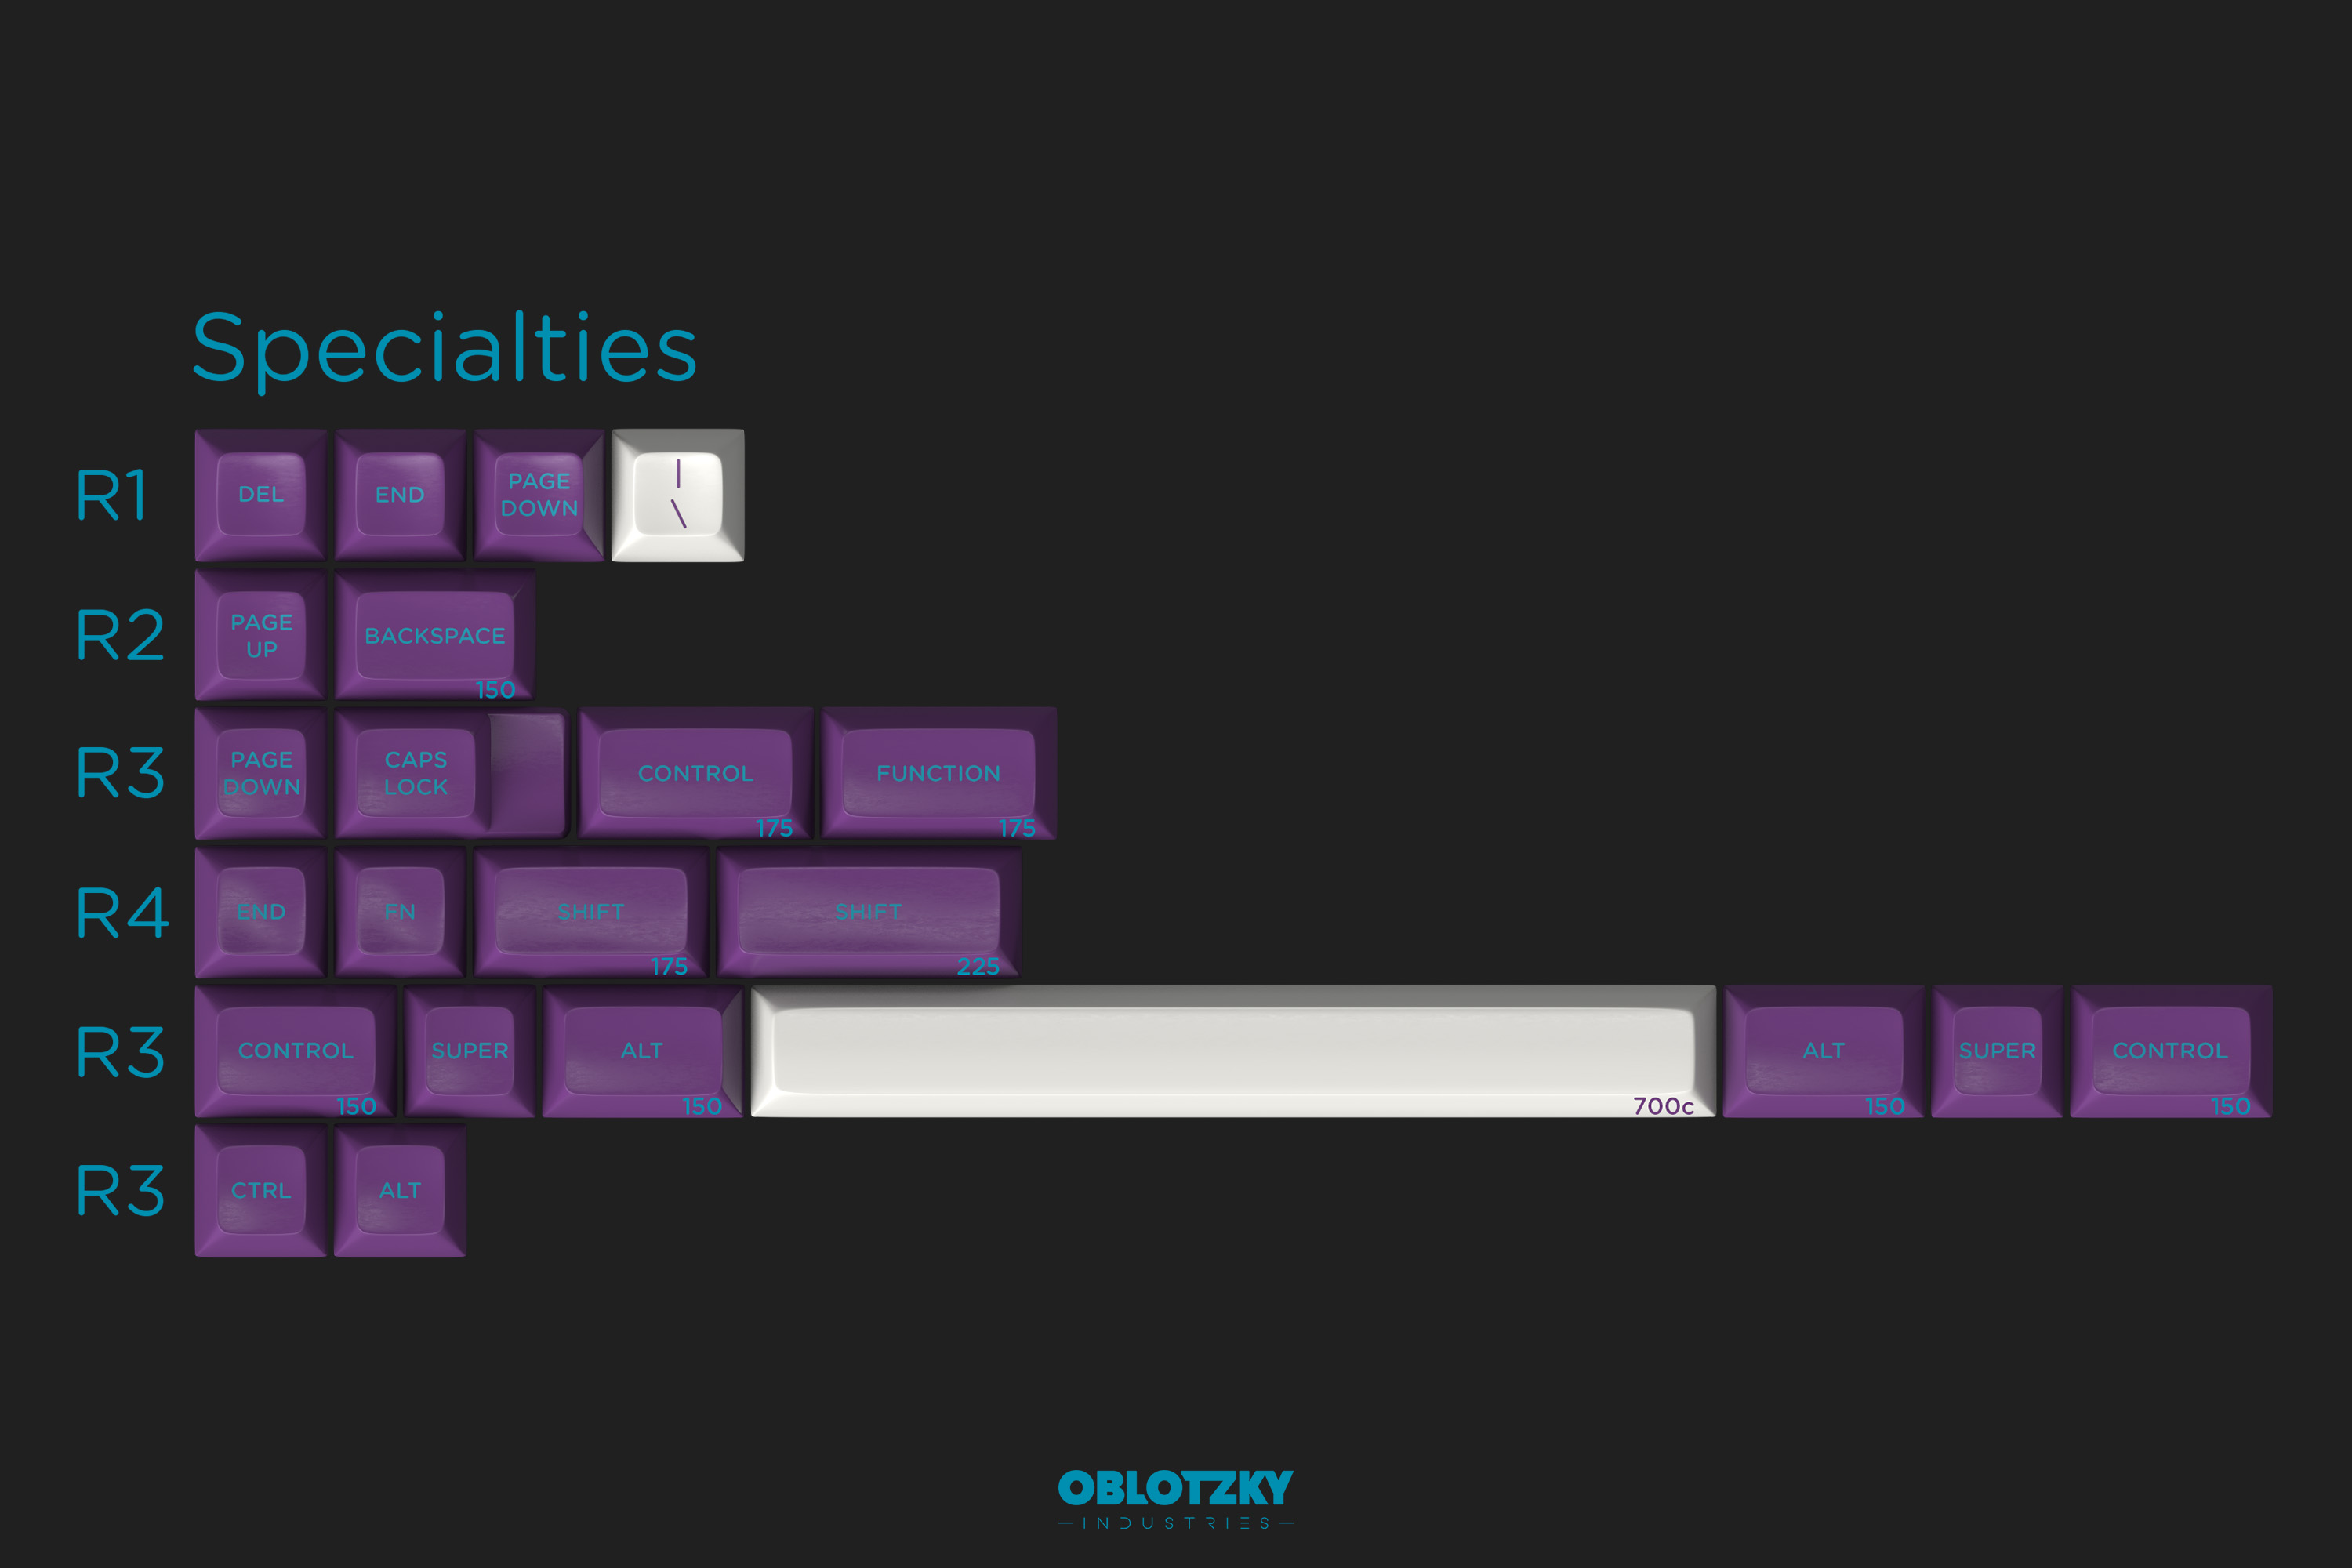 Specialties
R1
DEL
END
PAGE
DOWN
|
\
R2
PAGE
UP
BACKSPACE
150
R3
PAGE
DOWN
CAPS
LOCK
CONTROL
175
FUNCTION
175
R4
END
FN
SHIFT
175
SHIFT
225
R3
CONTROL
150
SUPER
ALT
150
700c
ALT
150
SUPER
CONTROL
150
R3
CTRL
ALT
OBLOTZKY
INDUSTRIES